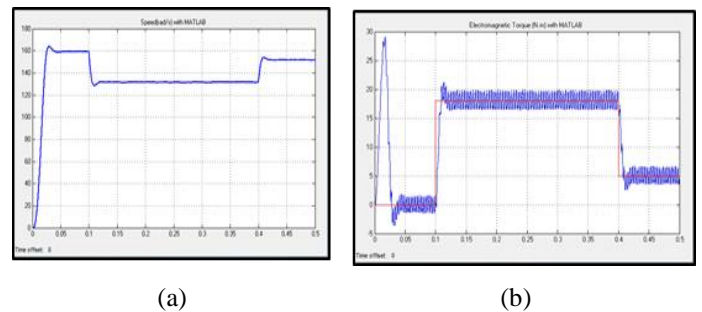 Speed(rad/s) with MATLAB
180
160
140
120
100
80
60
40
20
0
0 0.05 0.1 0.15 0.2 0.25 0.3 0.35 0.4 0.45 0.5
Time offset: 0
(a)
Electromagnetic Torque (N.m) with MATLAB
30
25
20
15
10
5
0
-5
0 0.05 0.1 0.15 0.2 0.25 0.3 0.35 0.4 0.45 0.5
Time offset: 0
(b)